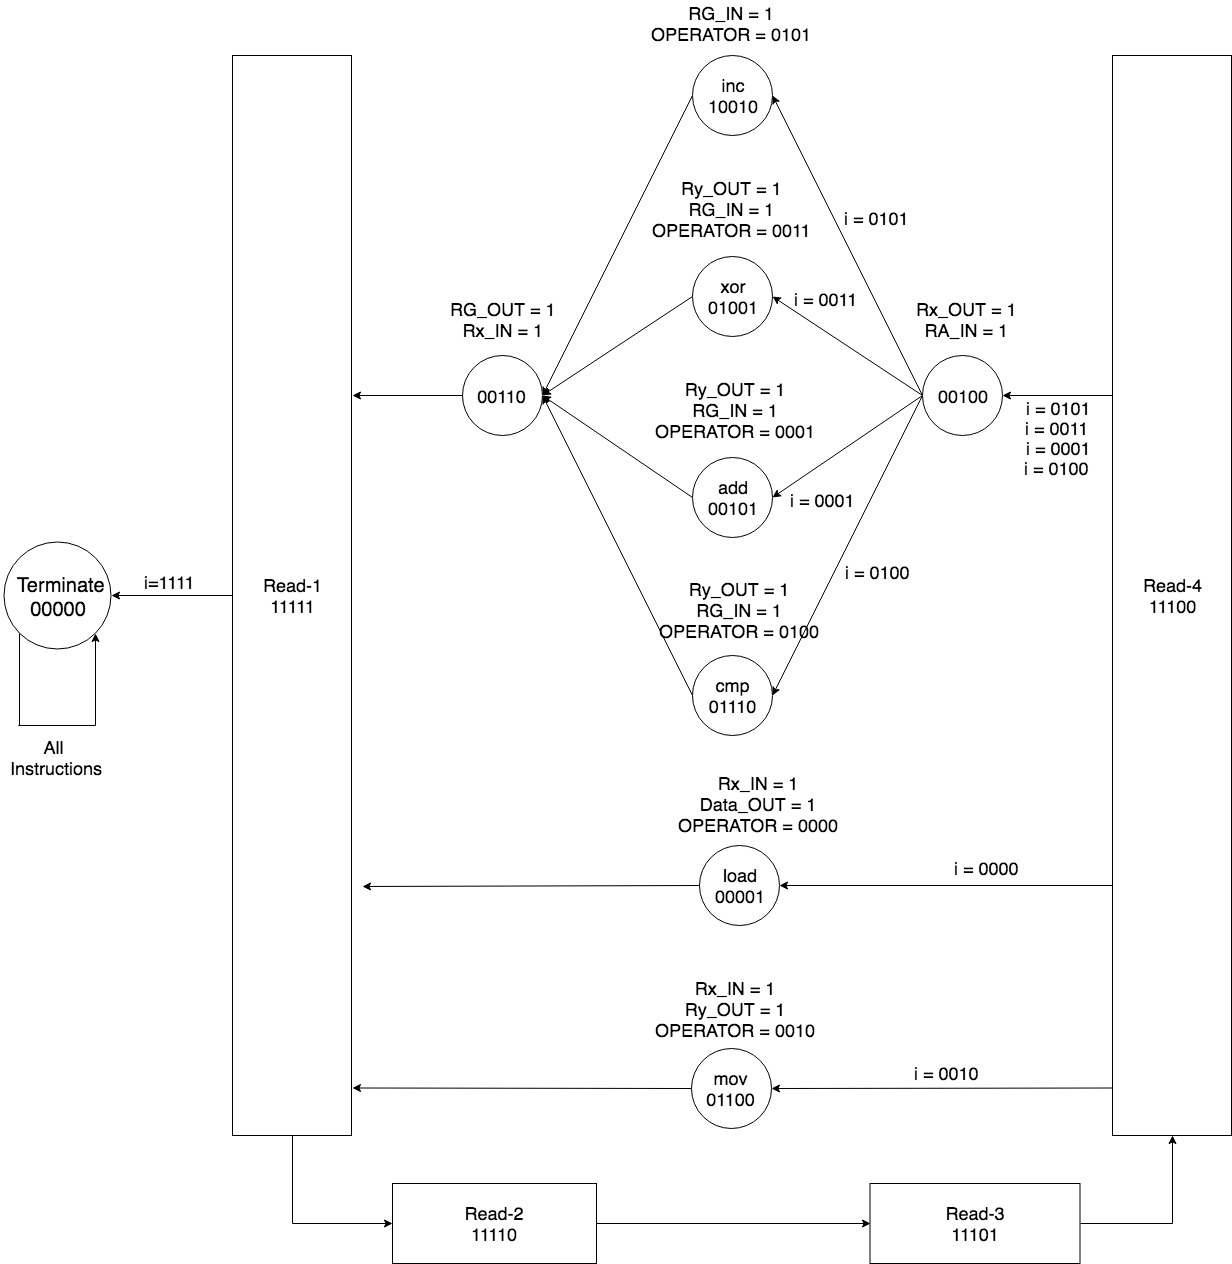 RG_IN = 1
OPERATOR = 0101
inc
10010
i = 0101
Ry_OUT = 1
RG_IN = 1
OPERATOR = 0011
xor
01001
i = 0011
RG_OUT = 1
Rx_IN = 1
00110
Rx_OUT = 1
RA_IN = 1
00100
i = 0101
i = 0011
i = 0001
i = 0100
Ry_OUT = 1
RG_IN = 1
OPERATOR = 0001
add
00101
i = 0001
Terminate
00000
i=1111
All
Instructions
Read-1
11111
Read-4
11100
i = 0100
Ry_OUT = 1
RG_IN = 1
OPERATOR = 0100
cmp
01110
Rx_IN = 1
Data_OUT = 1
OPERATOR = 0000
load
00001
i = 0000
Rx_IN = 1
Ry_OUT = 1
OPERATOR = 0010
mov
01100
i = 0010
Read-2
11110
Read-3
11101